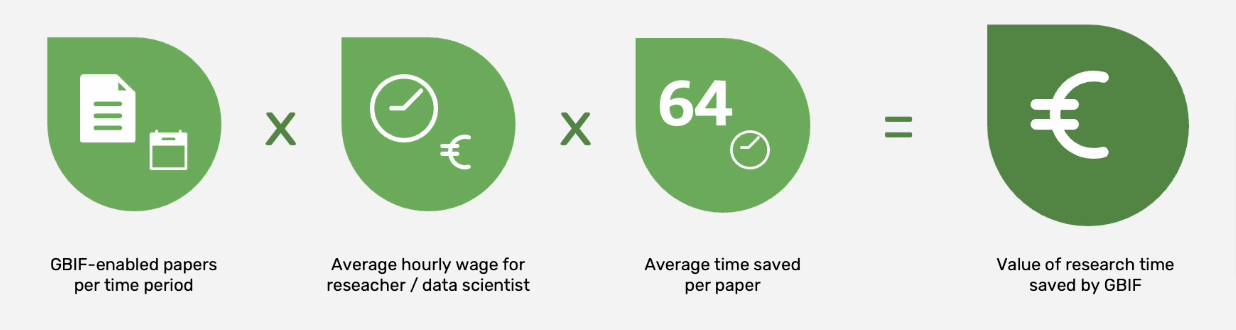 64
x
x
=
€
€
GBIF-enabled papers
per time period
Average hourly wage for
reseacher / data scientist
Average time saved
per paper
Value of research time
saved by GBIF